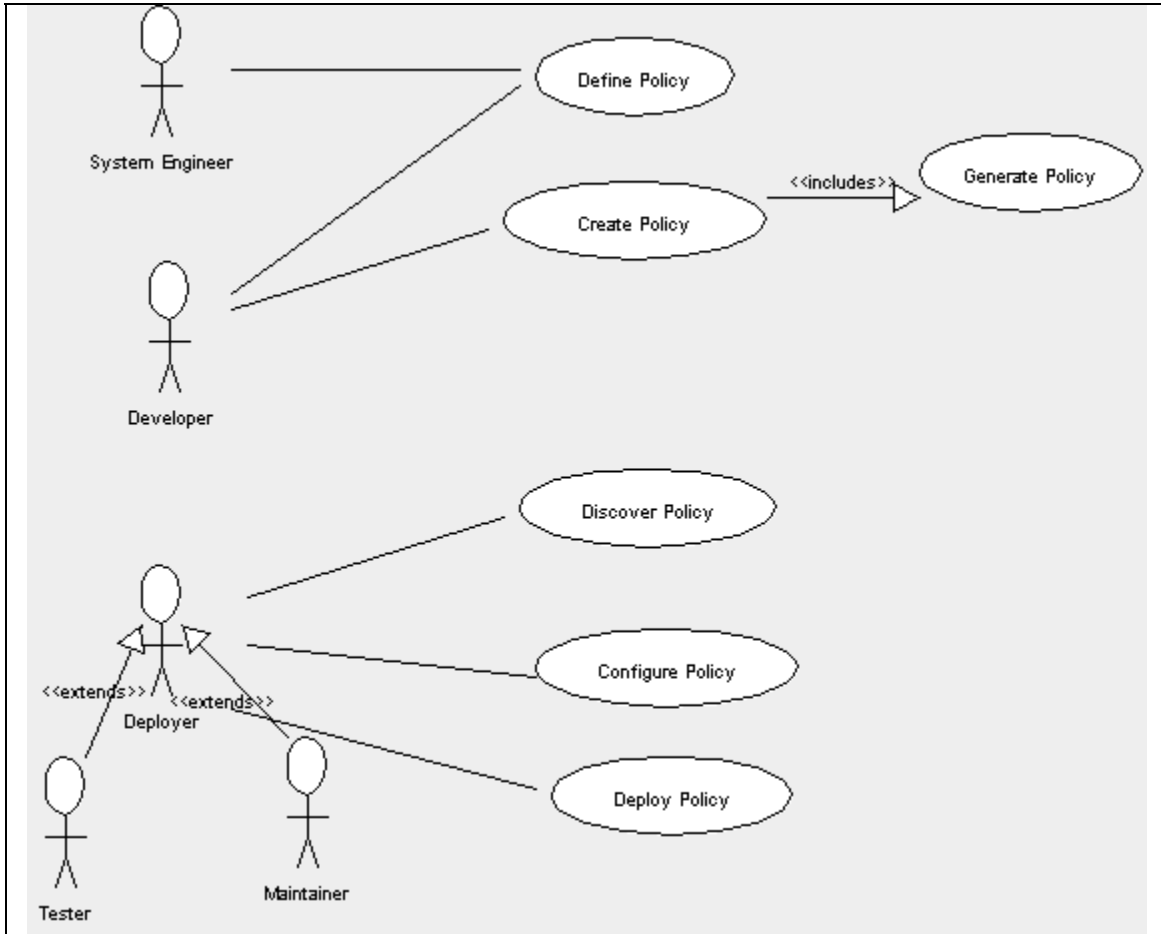 Define Policy
System Engineer
<<includes>>
Generate Policy
Create Policy
Developer
Discover Policy
Configure Policy
<<extends>>
<<extends>>
Deployer
Deploy Policy
Maintainer
Tester